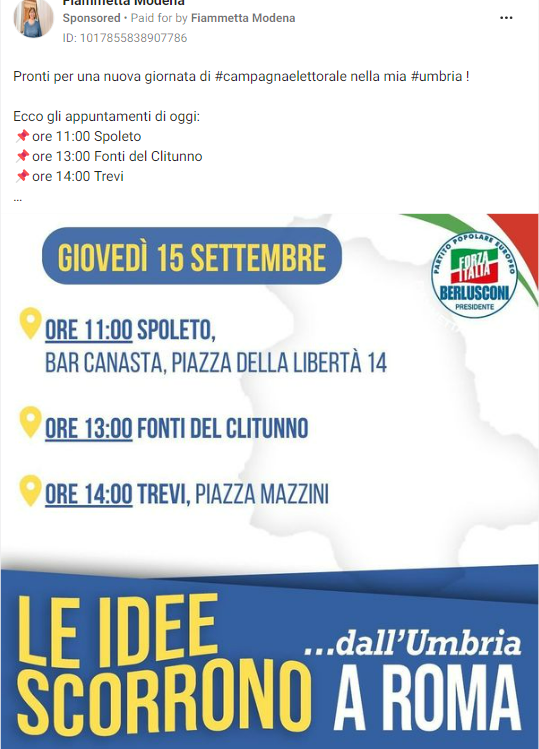 Fiammetta Modena
Sponsored • Paid for by Fiammetta Modena
ID: 1017855838907786
Pronti per una nuova giornata di #campagnaelettorale nella mia #umbria !
Ecco gli appuntamenti di oggi:
📌ore 11:00 Spoleto
📌ore 13:00 Fonti del Clitunno
📌ore 14:00 Trevi
...
GIOVEDÌ 15 SETTEMBRE
PARTITO POPOLARE EUROPEO
FORZA
ITALIA
BERLUSCONI
PRESIDENTE
ORE 11:00 SPOLETO,
BAR CANASTA, PIAZZA DELLA LIBERTÀ 14
ORE 13:00 FONTI DEL CLITUNNO
ORE 14:00 TREVI, PIAZZA MAZZINI
LE IDEE
SCORRONO
...dall'Umbria
A ROMA